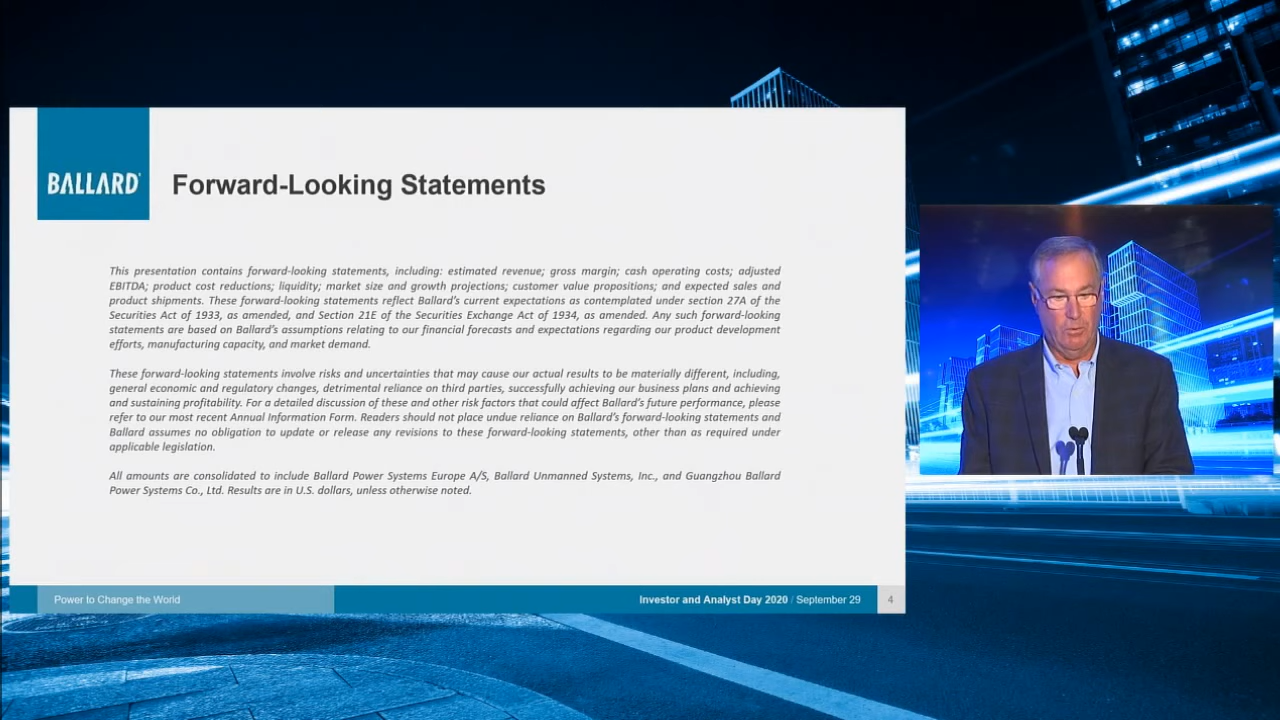 BALLARD
Forward-Looking Statements
This presentation contains forward-looking statements, including: estimated revenue; gross margin; cash operating costs; adjusted
EBITDA; product cost reductions; liquidity; market size and growth projections; customer value propositions; and expected sales and
product shipments. These forward-looking statements reflect Ballard's current expectations as contemplated under section 27A of the
Securities Act of 1933, as amended, and Section 21E of the Securities Exchange Act of 1934, as amended. Any such forward-looking
statements are based on Ballard's assumptions relating to our financial forecasts and expectations regarding our product development
efforts, manufacturing capacity, and market demand.
These forward-looking statements involve risks and uncertainties that may cause our actual results to be materially different, including,
general economic and regulatory changes, detrimental reliance on third parties, successfully achieving our business plans and achieving
and sustaining profitability. For a detailed discussion of these and other risk factors that could affect Ballard's future performance, please
refer to our most recent Annual Information Form. Readers should not place undue reliance on Ballard's forward-looking statements and
Ballard assumes no obligation to update or release any revisions to these forward-looking statements, other than as required under
applicable legislation.
All amounts are consolidated to include Ballard Power Systems Europe A/S, Ballard Unmanned Systems, Inc., and Guangzhou Ballard
Power Systems Co., Ltd. Results are in U.S. dollars, unless otherwise noted.
Power to Change the World
Investor and Analyst Day 2020 / September 29
4